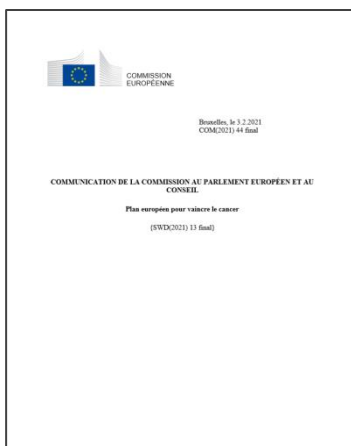 COMMISSION
EUROPÉENNE
Bruxelles, le 3.2.2021
COM(2021) 44 final
COMMUNICATION DE LA COMMISSION AU PARLEMENT EUROPÉEN ET AU
CONSEIL
Plan européen pour vaincre le cancer
{SWD(2021) 13 final}